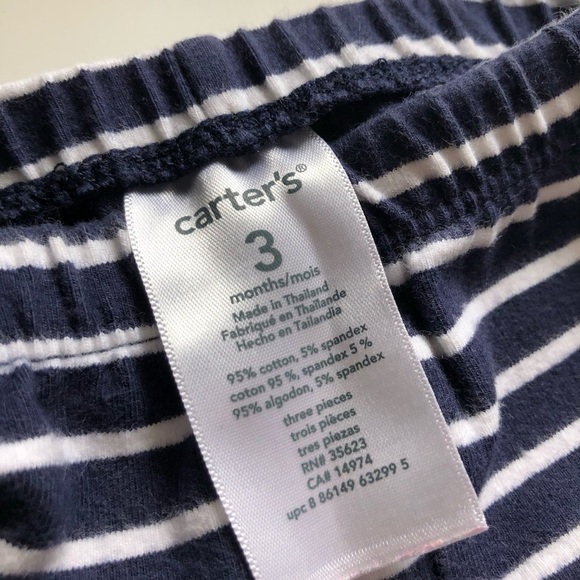 carter's®
3
months/mois
Made in Thailand
Fabriqué en Thaïlande
Hecho en Tailandia
95% cotton, 5% spandex
coton 95 %, spandex 5 %
95% algodon, 5% spandex
three pieces
trois pièces
tres piezas
RN# 35623
CA# 14974
upc 8 86149 63299 5